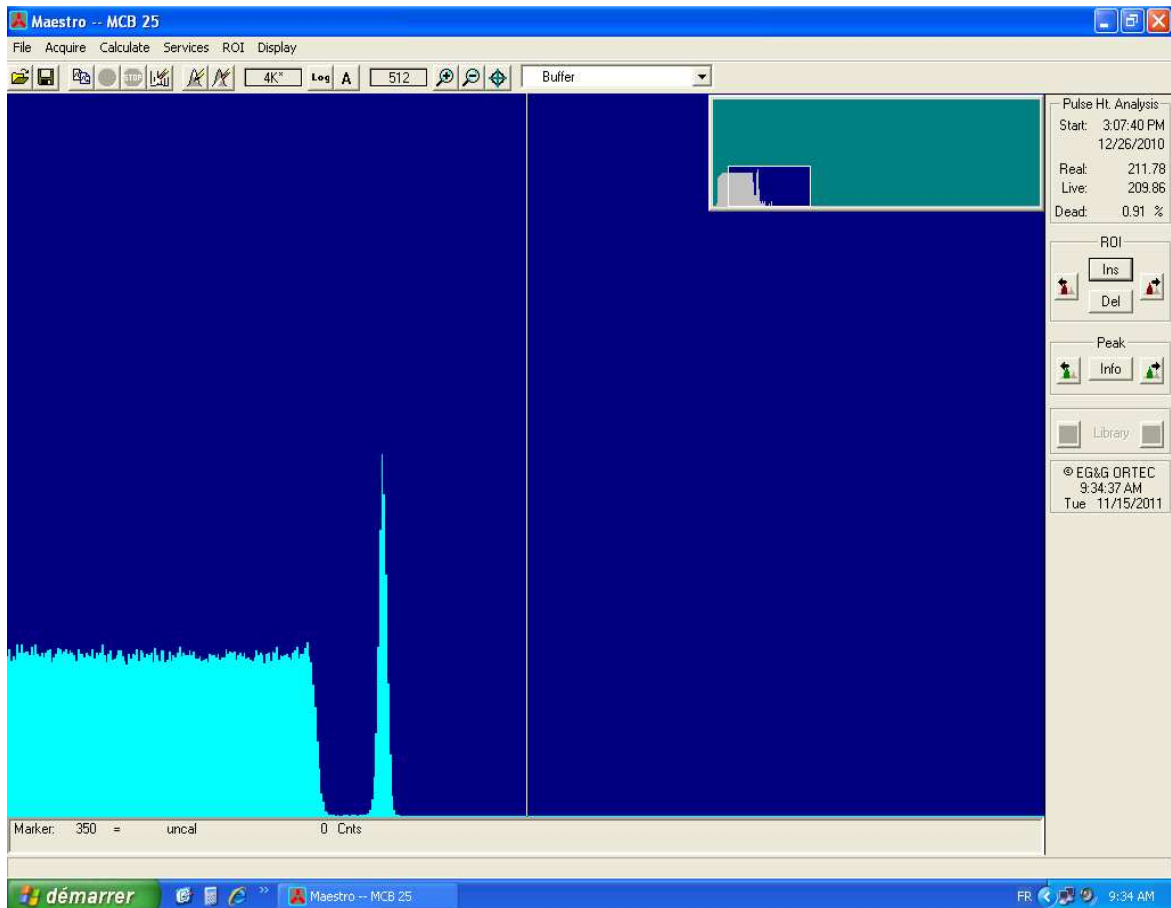 Maestro -- MCB 25
File Acquire Calculate Services ROI Display
STOP 4K* Log A 512 Buffer
Pulse Ht. Analysis
Start: 3:07:40 PM
12/26/2010
Real: 211.78
Live: 209.86
Dead: 0.91 %
ROI
Ins
Del
Peak
Info
Library
© EG&G ORTEC
9:34:37 AM
Tue 11/15/2011
Marker: 350 = uncal 0 Cnts
démarrer » Maestro -- MCB 25 FR 9:34 AM